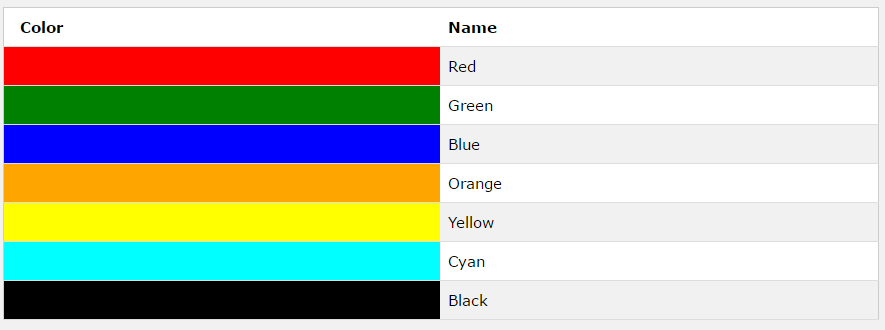 Color Name
Red
Green
Blue
Orange
Yellow
Cyan
Black